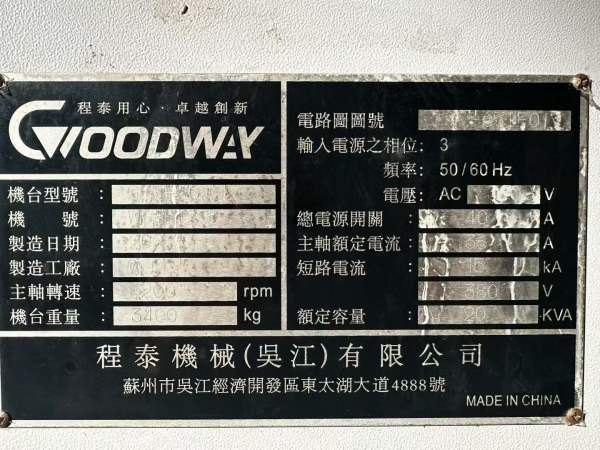 程泰用心·卓越創新
GOODWAY
機台型號 :
機 號 :
製造日期 :
製造工廠 :
主軸轉速 : rpm
機台重量 : 3400 kg
電路圖圖號
輸入電源之相位: 3
頻率: 50/60 Hz
電壓: AC V
總電源開關 : A
主軸額定電流: A
短路電流 : kA
380 V
額定容量 : 20 KVA
程泰機械(吳江)有限公司
蘇州市吳江經濟開發區東太湖大道4888號
MADE IN CHINA